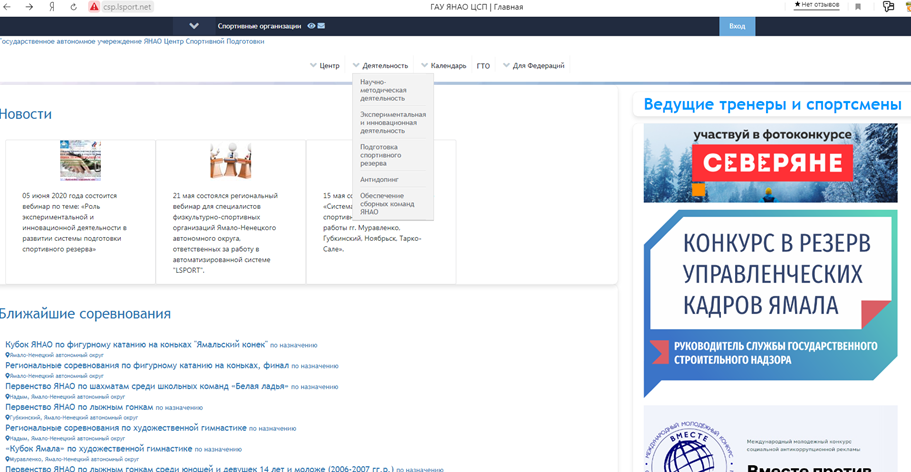 csp.lsport.net
ГАУ ЯНАО ЦСП | Главная
Нет отзывов
Спортивные организации
Вход
Государственное автономное учереждение ЯНАО Центр Спортивной Подготовки
Центр
Деятельность
Календарь
ГТО
Для Федераций
Научно-
методическая
деятельность
Экспериментальная
и инновационная
деятельность
Подготовка
спортивного
резерва
Антидопинг
Обеспечение
сборных команд
ЯНАО
Новости
05 июня 2020 года состоится
вебинар по теме: «Роль
экспериментальной и
инновационной деятельности в
развитии системы подготовки
спортивного резерва»
21 мая состоялся региональный
вебинар для специалистов
физкультурно-спортивных
организаций Ямало-Ненецкого
автономного округа,
ответственных за работу в
автоматизированной системе
"LSPORT".
15 мая со
«Систем
спортивн
работы гг. Муравленко,
Губкинский, Ноябрьск, Тарко-
Сале».
Ближайшие соревнования
Кубок ЯНАО по фигурному катанию на коньках "Ямальский конек" по назначению
Ямало-Ненецкий автономный округ
Региональные соревнования по фигурному катанию на коньках, финал по назначению
Ямало-Ненецкий автономный округ
Первенство ЯНАО по шахматам среди школьных команд «Белая ладья» по назначению
Надым, Ямало-Ненецкий автономный округ
Первенство ЯНАО по лыжным гонкам по назначению
Губкинский, Ямало-Ненецкий автономный округ
Региональные соревнования по художественной гимнастике по назначению
Надым, Ямало-Ненецкий автономный округ
«Кубок Ямала» по художественной гимнастике по назначению
Муравленко, Ямало-Ненецкий автономный округ
Первенство ЯНАО по лыжным гонкам среди юношей и девушек 14 лет и моложе (2006-2007 гг.р.) по назначению
Ведущие тренеры и спортсмены
участвуй в фотоконкурсе
СЕВЕРЯНЕ
КОНКУРС В РЕЗЕРВ
УПРАВЛЕНЧЕСКИХ
КАДРОВ ЯМАЛА
РУКОВОДИТЕЛЬ СЛУЖБЫ ГОСУДАРСТВЕННОГО
СТРОИТЕЛЬНОГО НАДЗОРА
МЕЖДУНАРОДНЫЙ МОЛОДЕЖНЫЙ КОНКУРС
ВМЕСТЕ
Международный молодежный конкурс
социальной антикоррупционной рекламы
Вместе против